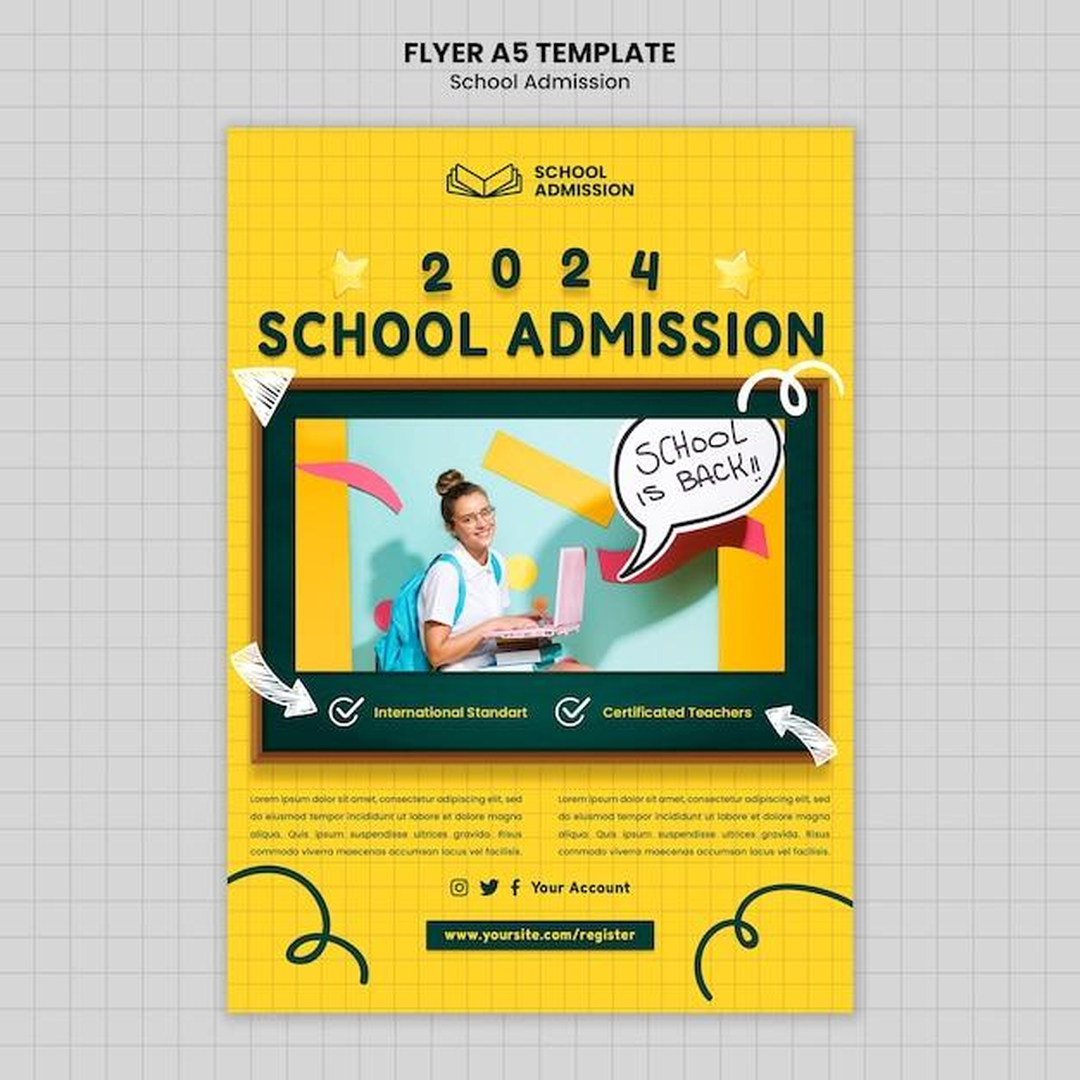 FLYER A5 TEMPLATE
School Admission
SCHOOL
ADMISSION
2 0 2 4
SCHOOL ADMISSION
SCHOOL
IS BACK!!
International Standart
Certificated Teachers
Lorem ipsum dolor sit amet, consectetur adipiscing elit, sed
do eiusmod tempor incididunt ut labore et dolore magna
aliqua. Quis ipsum suspendisse ultrices gravida. Risus
commodo viverra maecenas accumsan lacus vel facilisis.
Lorem ipsum dolor sit amet, consectetur adipiscing elit, sed
do eiusmod tempor incididunt ut labore et dolore magna
aliqua. Quis ipsum suspendisse ultrices gravida. Risus
commodo viverra maecenas accumsan lacus vel facilisis.
Your Account
www.yoursite.com/register